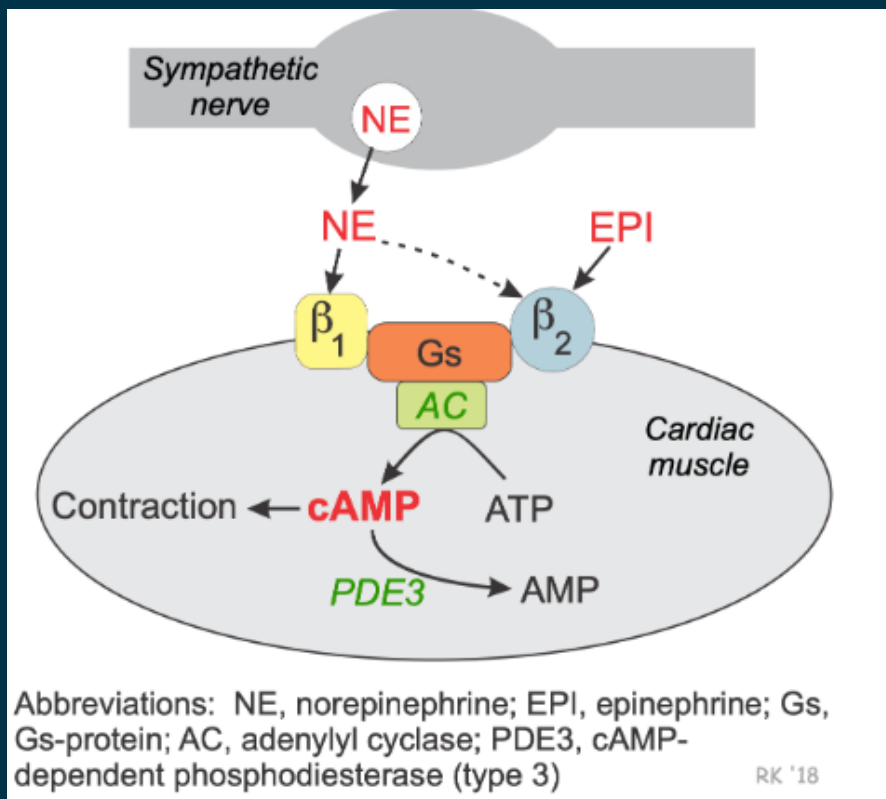 Sympathetic
nerve
NE
NE
EPI
β1
Gs
β2
AC
Cardiac
muscle
Contraction
cAMP
ATP
PDE3
AMP
Abbreviations: NE, norepinephrine; EPI, epinephrine; Gs,
Gs-protein; AC, adenylyl cyclase; PDE3, cAMP-
dependent phosphodiesterase (type 3)
RK '18